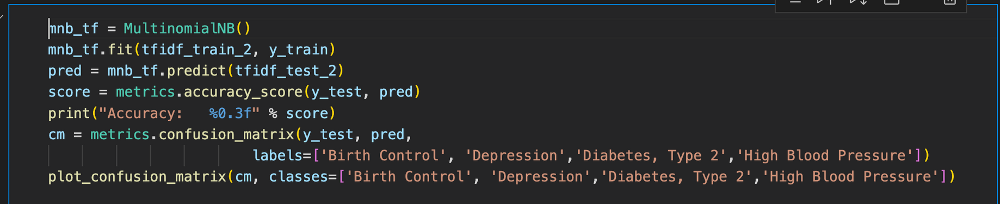 mnb_tf = MultinomialNB()
mnb_tf.fit(tfidf_train_2, y_train)
pred = mnb_tf.predict(tfidf_test_2)
score = metrics.accuracy_score(y_test, pred)
print("Accuracy:   %0.3f" % score)
cm = metrics.confusion_matrix(y_test, pred,
                        labels=['Birth Control', 'Depression','Diabetes, Type 2','High Blood Pressure'])
plot_confusion_matrix(cm, classes=['Birth Control', 'Depression','Diabetes, Type 2','High Blood Pressure'])